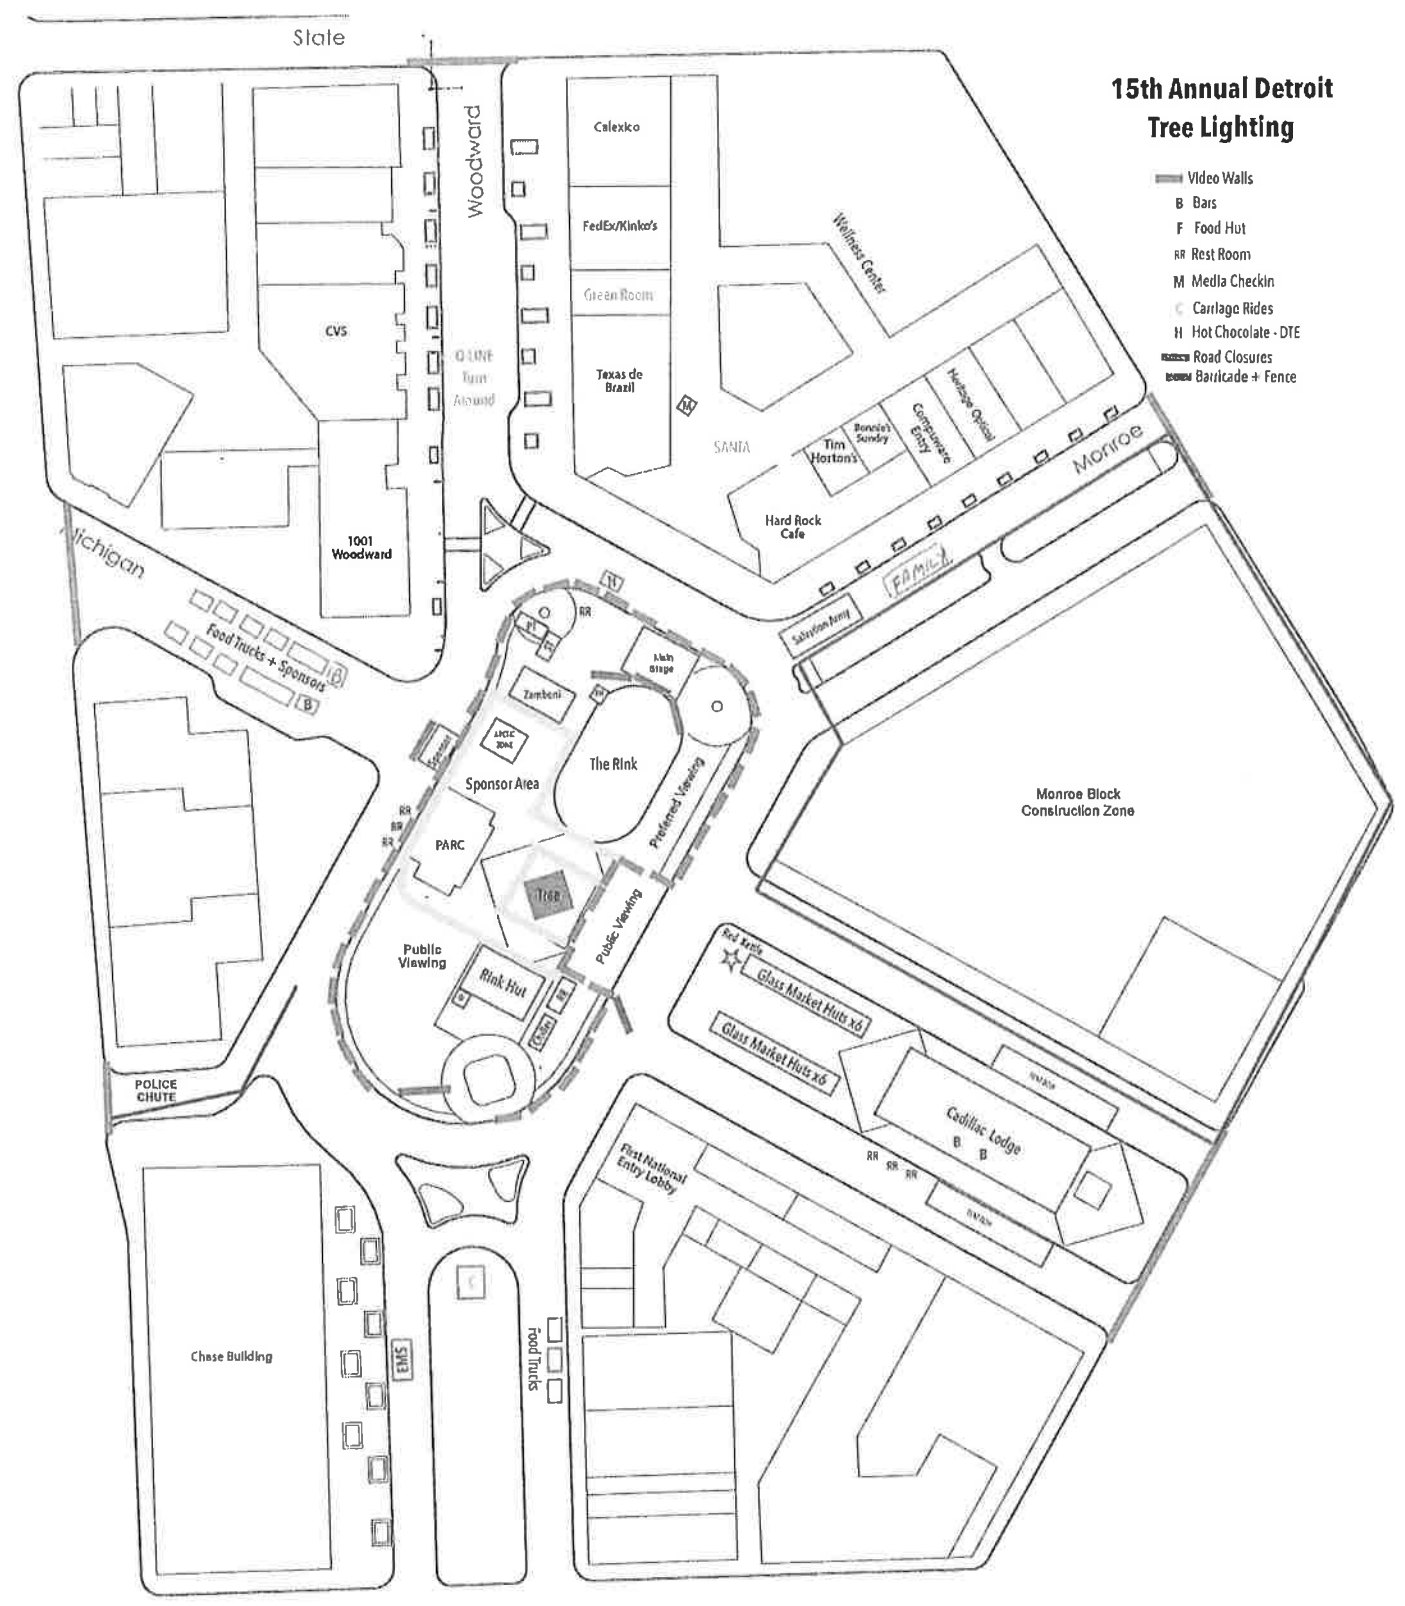 State
15th Annual Detroit
Tree Lighting
Video Walls
B Bars
F Food Hut
RR Rest Room
M Media Checkin
C Carriage Rides
H Hot Chocolate - DTE
Road Closures
Barricade + Fence
Woodward
Calexico
FedEx/Kinko's
Green Room
Texas de
Brazil
CVS
Q-LINE
Turn
Around
M
SANTA
Wellness Center
Heritage Optical
Compuware
Entry
Bonnie's
Sundry
Tim
Horton's
Hard Rock
Cafe
Monroe
1001
Woodward
Michigan
FAMILY
Salvation Army
Food Trucks + Sponsors
B
B
RR
Main
Stage
Zamboni
Sponsor
Sponsor Area
The Rink
Preferred Viewing
RR
RR
RR
PARC
Tree
Monroe Block
Construction Zone
Public
Viewing
Public Viewing
Rink Hut
Chiller
Red Kettle
Glass Market Huts x6
Glass Market Huts x6
Cadillac Lodge
B
B
RR
RR
RR
POLICE
CHUTE
First National
Entry Lobby
C
Chase Building
EMS
Food Trucks